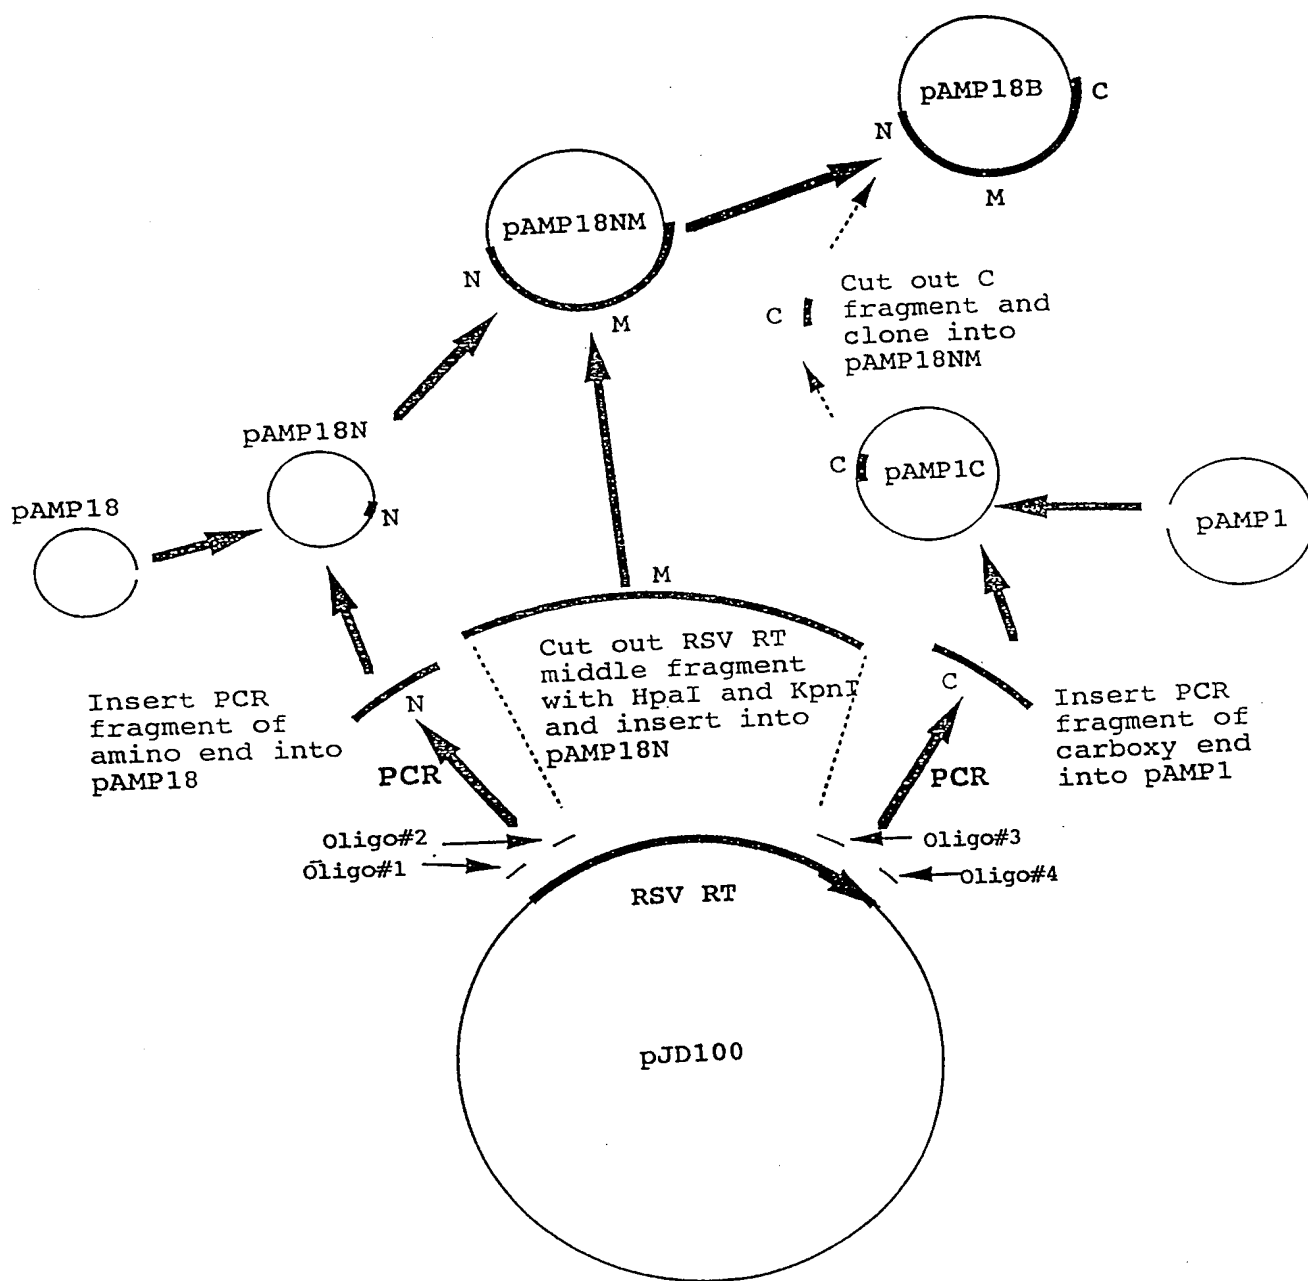 pAMP18B
C
N
M
pAMP18NM
N
M
Cut out C
fragment and
clone into
pAMP18NM
C
pAMP18N
N
pAMP18
C
pAMP1C
pAMP1
M
Cut out RSV RT
middle fragment
with HpaI and KpnI
and insert into
pAMP18N
Insert PCR
fragment of
amino end into
pAMP18
N
C
Insert PCR
fragment of
carboxy end
into pAMP1
PCR
PCR
Oligo#2
Oligo#1
Oligo#3
Oligo#4
RSV RT
pJD100